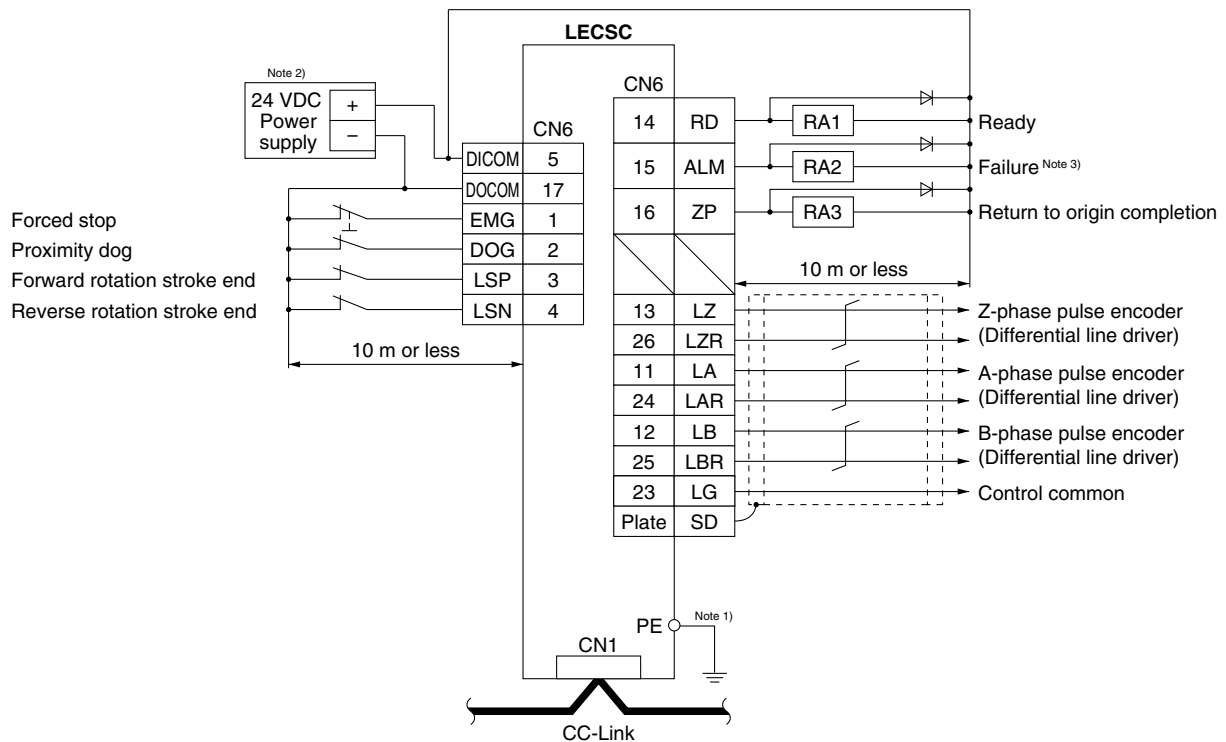 LECSC
Note 2)
24 VDC
Power
supply
+
−
CN6
DICOM 5
DOCOM 17
EMG 1
DOG 2
LSP 3
LSN 4
Forced stop
Proximity dog
Forward rotation stroke end
Reverse rotation stroke end
10 m or less
CN6
14 RD RA1 Ready
15 ALM RA2 Failure Note 3)
16 ZP RA3 Return to origin completion
10 m or less
13 LZ Z-phase pulse encoder
26 LZR (Differential line driver)
11 LA A-phase pulse encoder
24 LAR (Differential line driver)
12 LB B-phase pulse encoder
25 LBR (Differential line driver)
23 LG Control common
Plate SD
PE Note 1)
CN1
CC-Link